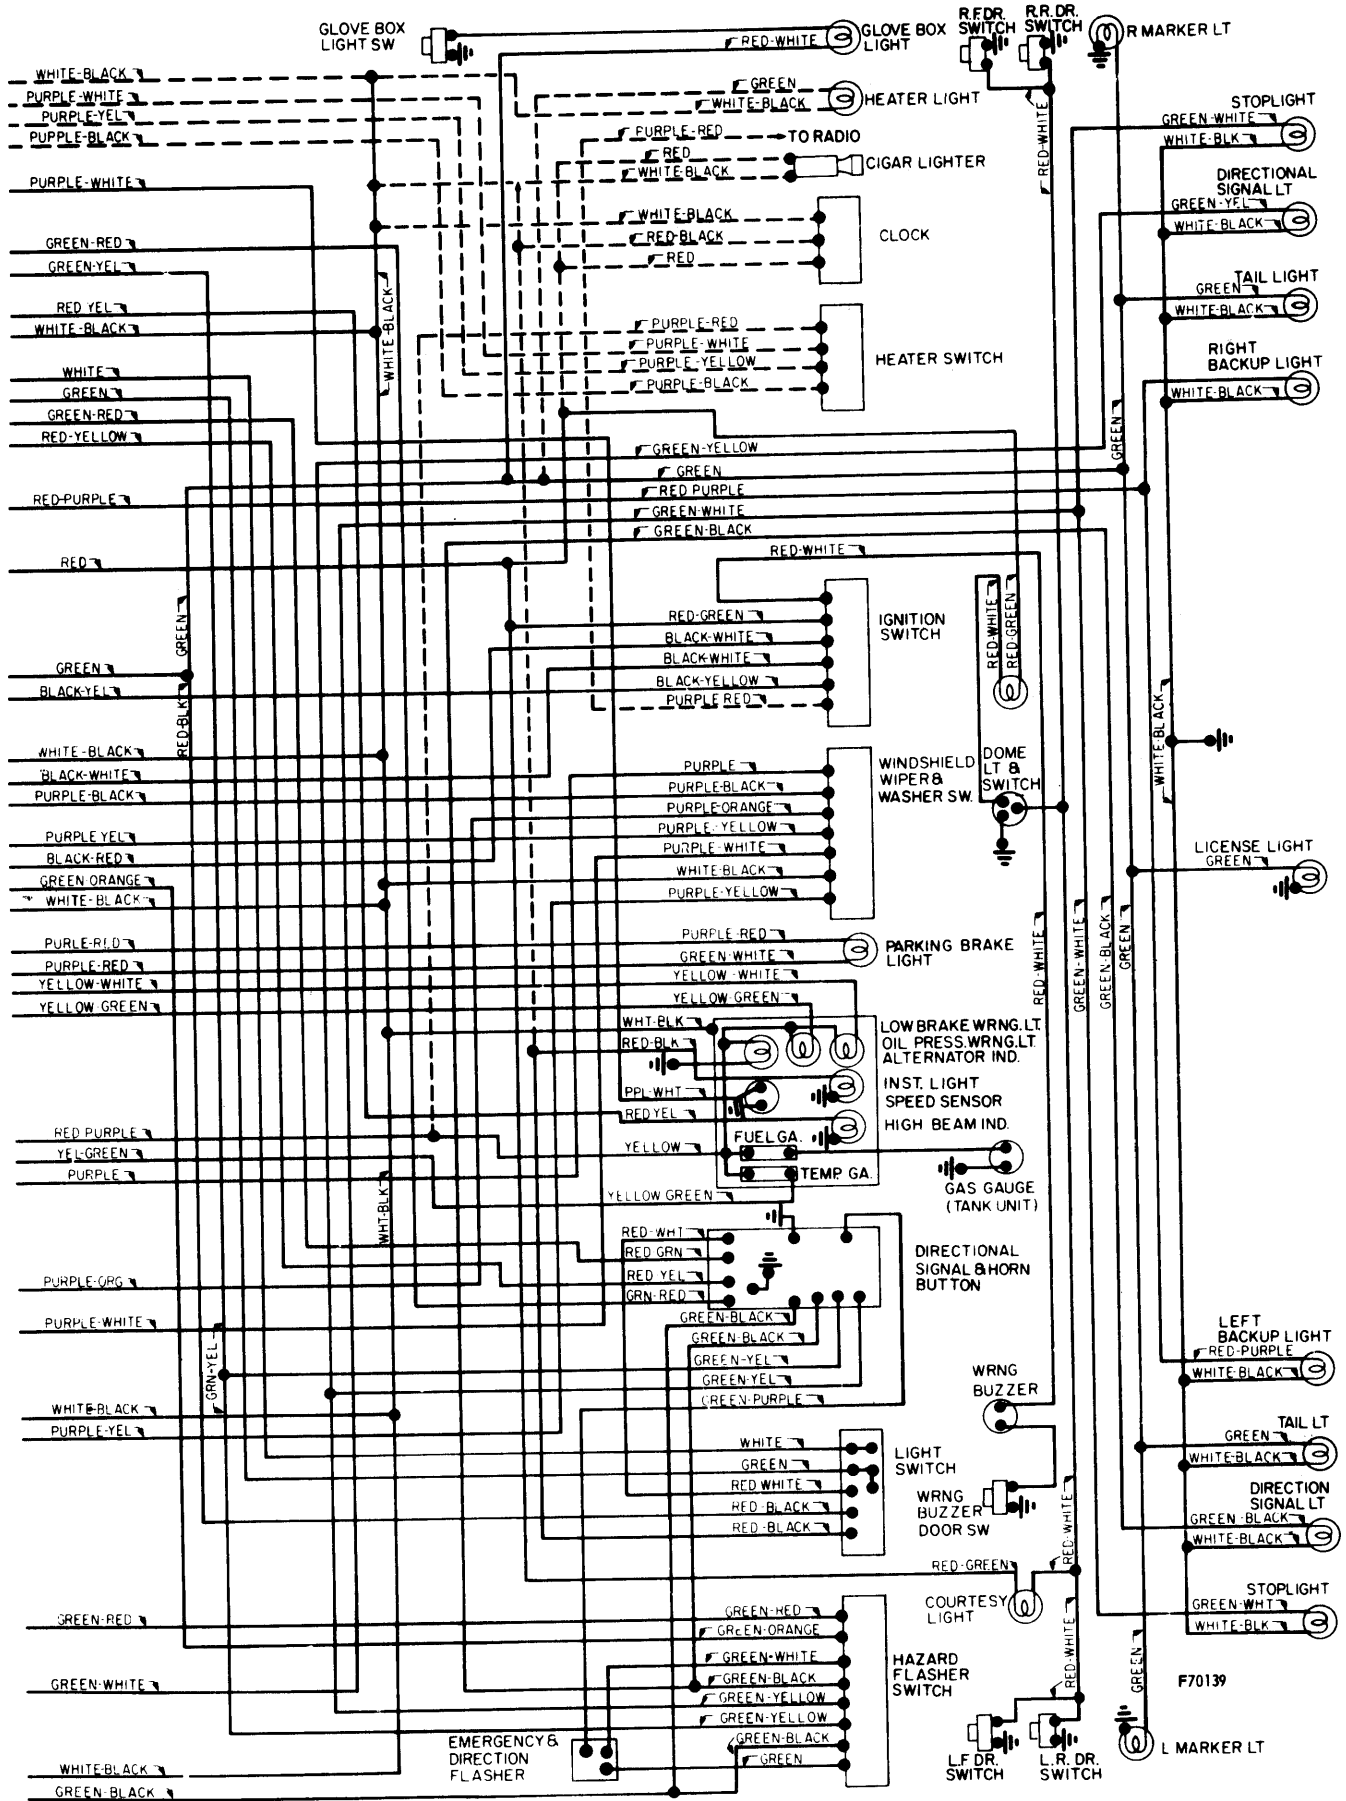 GLOVE BOX
LIGHT SW
RED-WHITE
GLOVE BOX
LIGHT
R.F.DR.
SWITCH
R.R. DR.
SWITCH
R MARKER LT
WHITE-BLACK
PURPLE-WHITE
PURPLE-YEL
PUPPLE-BLACK
GREEN
WHITE-BLACK
HEATER LIGHT
PURPLE-RED
TO RADIO
RED
WHITE-BLACK
CIGAR LIGHTER
RED-WHITE
STOPLIGHT
GREEN-WHITE
WHITE-BLK
PURPLE-WHITE
DIRECTIONAL
SIGNAL LT
GREEN-YEL
WHITE-BLACK
WHITE-BLACK
RED-BLACK
RED
CLOCK
GREEN-RED
GREEN-YEL
TAIL LIGHT
GREEN
WHITE-BLACK
RED YEL
WHITE-BLACK
WHITE-BLACK
PURPLE-RED
PURPLE-WHITE
PURPLE-YELLOW
PURPLE-BLACK
HEATER SWITCH
RIGHT
BACKUP LIGHT
WHITE-BLACK
WHITE
GREEN
GREEN-RED
RED-YELLOW
GREEN
GREEN-YELLOW
GREEN
RED PURPLE
GREEN-WHITE
GREEN-BLACK
RED-PURPLE
RED-WHITE
RED
GREEN
RED-GREEN
BLACK-WHITE
BLACK-WHITE
BLACK-YELLOW
PURPLE RED
IGNITION
SWITCH
RED-WHITE
RED-GREEN
GREEN
BLACK-YEL
RED-BLK
WHITE-BLACK
WHITE-BLACK
BLACK-WHITE
PURPLE-BLACK
PURPLE
PURPLE-BLACK
PURPLE-ORANGE
PURPLE-YELLOW
PURPLE-WHITE
WHITE-BLACK
PURPLE-YELLOW
WINDSHIELD
WIPER &
WASHER SW.
DOME
LT &
SWITCH
PURPLE YEL
BLACK-RED
GREEN-ORANGE
WHITE-BLACK
LICENSE LIGHT
GREEN
RED-WHITE
GREEN-WHITE
GREEN-BLACK
GREEN
PURLE-RED
PURPLE-RED
YELLOW-WHITE
YELLOW GREEN
PURPLE-RED
GREEN-WHITE
YELLOW-WHITE
YELLOW-GREEN
PARKING BRAKE
LIGHT
WHT-BLK
RED-BLK
PPL-WHT
RED YEL
YELLOW
YELLOW GREEN
LOW BRAKE WRNG. LT.
OIL PRESS. WRNG. LT.
ALTERNATOR IND.
INST. LIGHT
SPEED SENSOR
HIGH BEAM IND.
FUEL GA.
TEMP. GA.
GAS GAUGE
(TANK UNIT)
RED PURPLE
YEL-GREEN
PURPLE
WHT-BLK
RED-WHT
RED GRN
RED YEL
GRN-RED
DIRECTIONAL
SIGNAL & HORN
BUTTON
PURPLE-ORG
PURPLE-WHITE
GRN-YEL
GREEN-BLACK
GREEN-BLACK
GREEN-YEL
GREEN-YEL
GREEN-PURPLE
LEFT
BACKUP LIGHT
RED-PURPLE
WHITE-BLACK
WRNG
BUZZER
WHITE-BLACK
PURPLE-YEL
WHITE
GREEN
RED WHITE
RED-BLACK
RED-BLACK
LIGHT
SWITCH
WRNG
BUZZER
DOOR SW
TAIL LT
GREEN
WHITE-BLACK
DIRECTION
SIGNAL LT
GREEN-BLACK
WHITE-BLACK
RED-WHITE
RED-GREEN
COURTESY
LIGHT
STOPLIGHT
GREEN-WHT
WHITE-BLK
GREEN-RED
GREEN-RED
GREEN-ORANGE
GREEN-WHITE
GREEN-BLACK
GREEN-YELLOW
GREEN-YELLOW
GREEN-BLACK
GREEN
HAZARD
FLASHER
SWITCH
RED-WHITE
GREEN
F70139
GREEN-WHITE
EMERGENCY &
DIRECTION
FLASHER
L.F. DR.
SWITCH
L.R. DR.
SWITCH
L MARKER LT
WHITE-BLACK
GREEN-BLACK